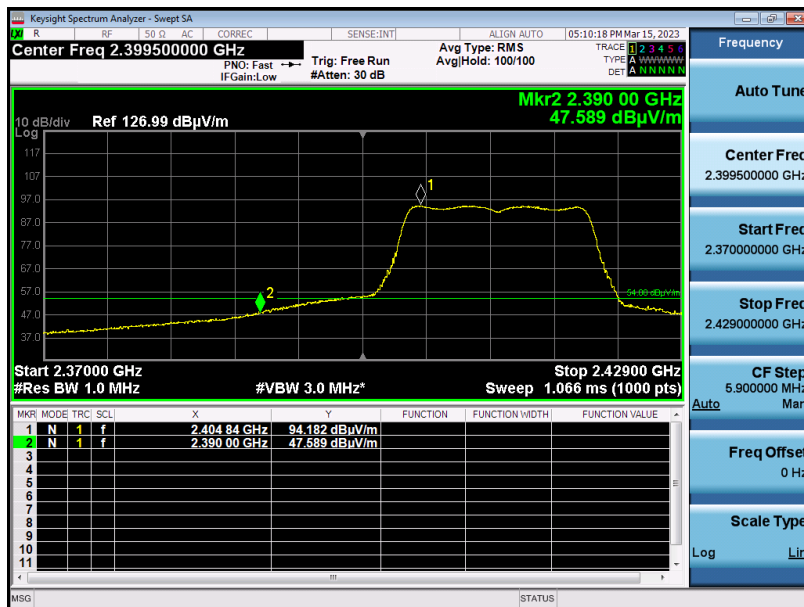 Keysight Spectrum Analyzer - Swept SA
LXI R RF 50 Ω AC CORREC SENSE:INT ALIGN AUTO 05:10:18 PM Mar 15, 2023
Center Freq 2.399500000 GHz
PNO: Fast
IFGain:Low
Trig: Free Run
#Atten: 30 dB
Avg Type: RMS
Avg|Hold: 100/100
TRACE 1 2 3 4 5 6
TYPE A W W W W W
DET A N N N N N
Mkr2 2.390 00 GHz
47.589 dBµV/m
10 dB/div Ref 126.99 dBµV/m
Log
117
107
97.0
87.0
77.0
67.0
57.0
47.0
37.0
1
2
54.00 dBµV/m
Start 2.37000 GHz Stop 2.42900 GHz
#Res BW 1.0 MHz #VBW 3.0 MHz* Sweep 1.066 ms (1000 pts)
MKR MODE TRC SCL X Y FUNCTION FUNCTION WIDTH FUNCTION VALUE
1 N 1 f 2.404 84 GHz 94.182 dBµV/m
2 N 1 f 2.390 00 GHz 47.589 dBµV/m
3
4
5
6
7
8
9
10
11
MSG STATUS
Frequency
Auto Tune
Center Freq
2.399500000 GHz
Start Freq
2.370000000 GHz
Stop Freq
2.429000000 GHz
CF Step
5.900000 MHz
Auto Man
Freq Offset
0 Hz
Scale Type
Log Lin